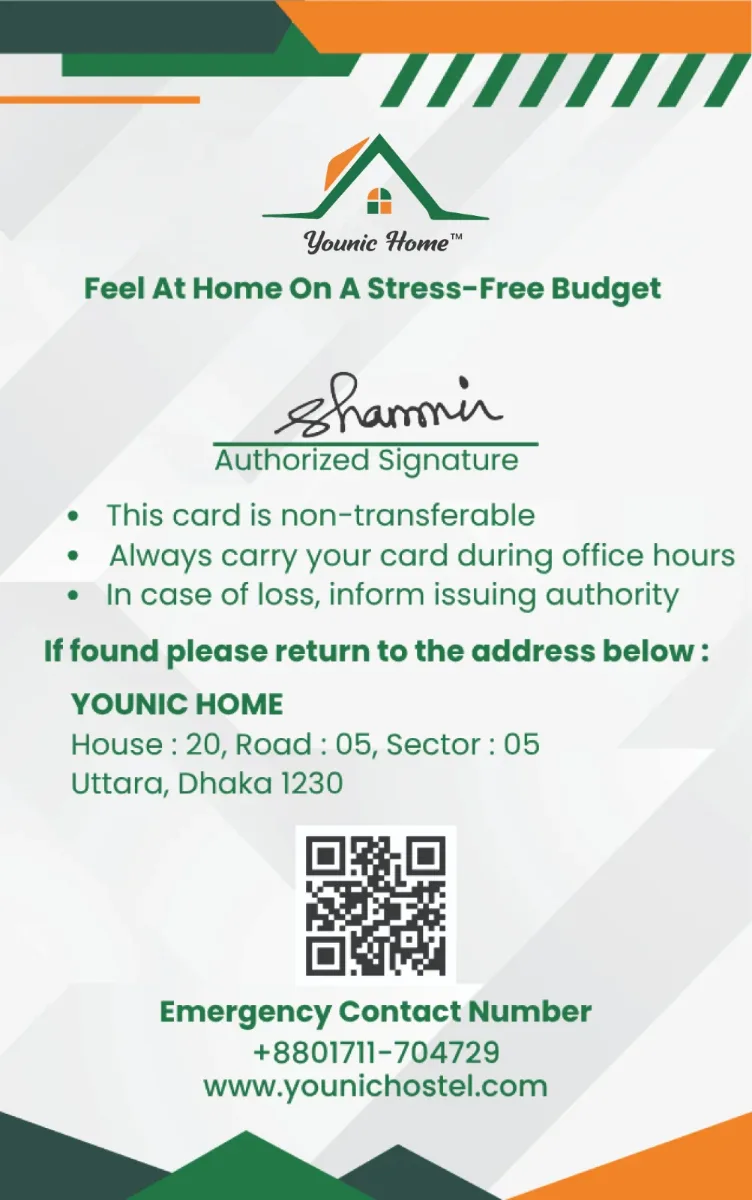 Younic Home™
Feel At Home On A Stress-Free Budget
Shammir
Authorized Signature
• This card is non-transferable
• Always carry your card during office hours
• In case of loss, inform issuing authority
If found please return to the address below :
YOUNIC HOME
House : 20, Road : 05, Sector : 05
Uttara, Dhaka 1230
Emergency Contact Number
+8801711-704729
www.younichostel.com